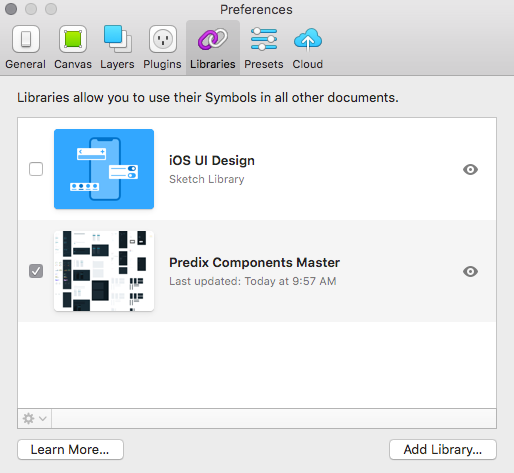 Preferences
General Canvas Layers Plugins Libraries Presets Cloud
Libraries allow you to use their Symbols in all other documents.
iOS UI Design
Sketch Library
Predix Components Master
Last updated: Today at 9:57 AM
Learn More... Add Library...